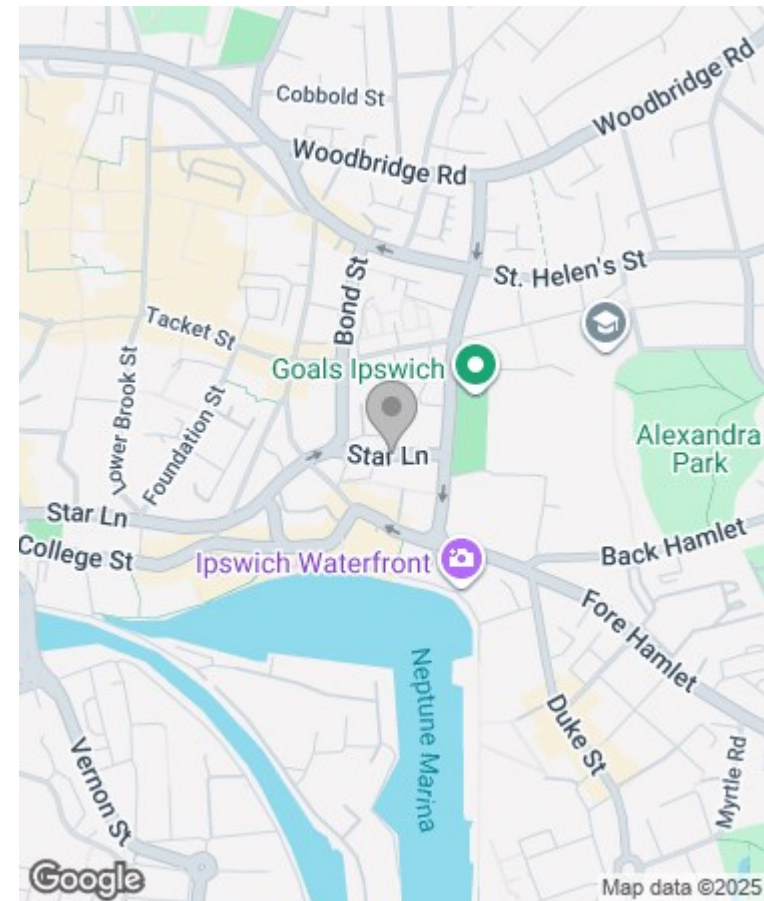 Woodbridge Rd
Cobbold St
Woodbridge Rd
St. Helen's St
Bond St
Tacket St
Goals Ipswich
Lower Brook St
Foundation St
Alexandra
Park
Star Ln
Star Ln
College St
Back Hamlet
Ipswich Waterfront
Fore Hamlet
Neptune Marina
Duke St
Vernon St
Myrtle Rd
Google
Map data ©2025